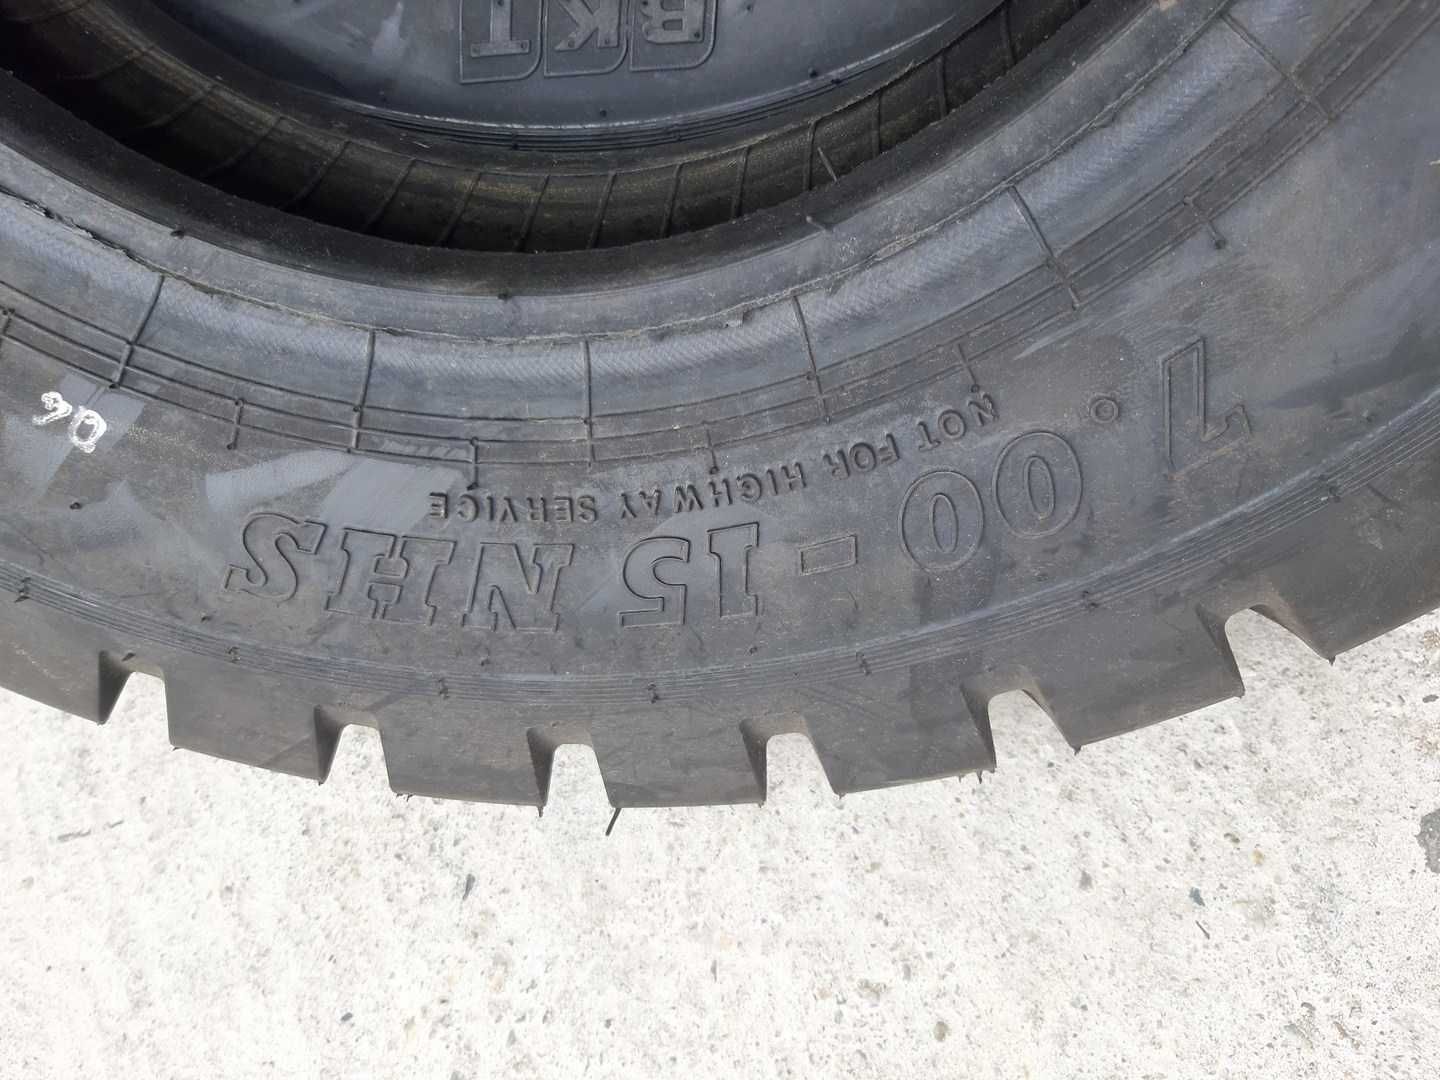 BKT
7.00-15 NHS
NOT FOR HIGHWAY SERVICE